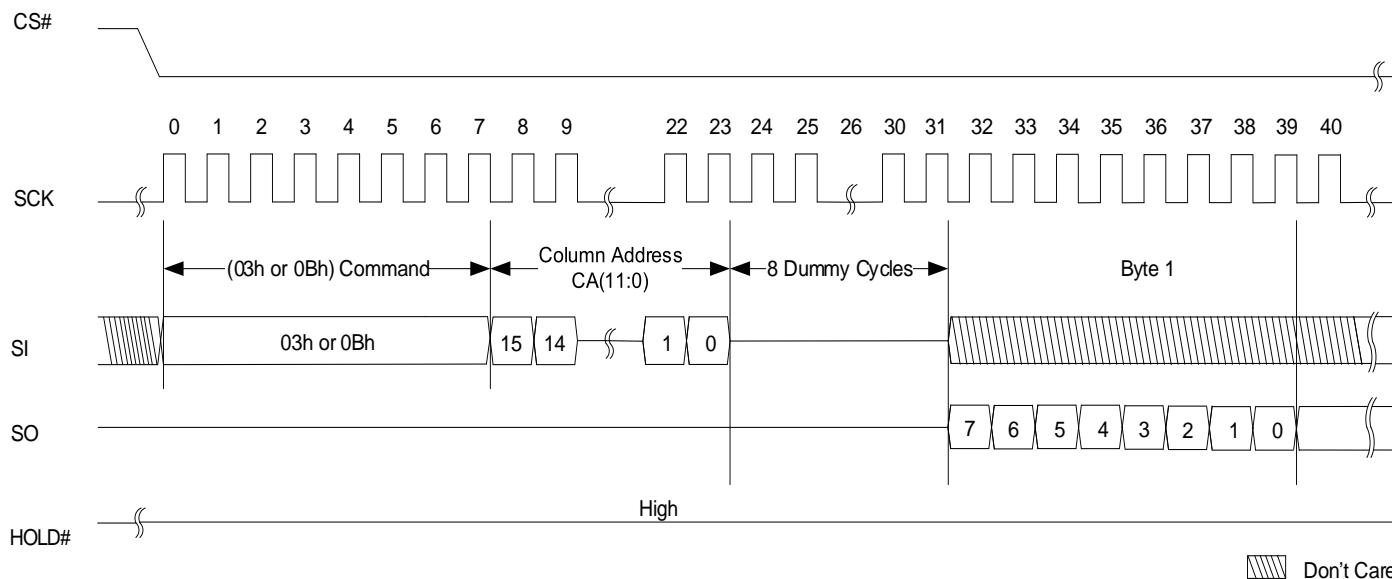 CS#
0 1 2 3 4 5 6 7 8 9 22 23 24 25 26 30 31 32 33 34 35 36 37 38 39 40
SCK
(03h or 0Bh) Command
Column Address
CA(11:0)
8 Dummy Cycles
Byte 1
SI
03h or 0Bh
15 14 1 0
SO
7 6 5 4 3 2 1 0
High
HOLD#
Don't Care